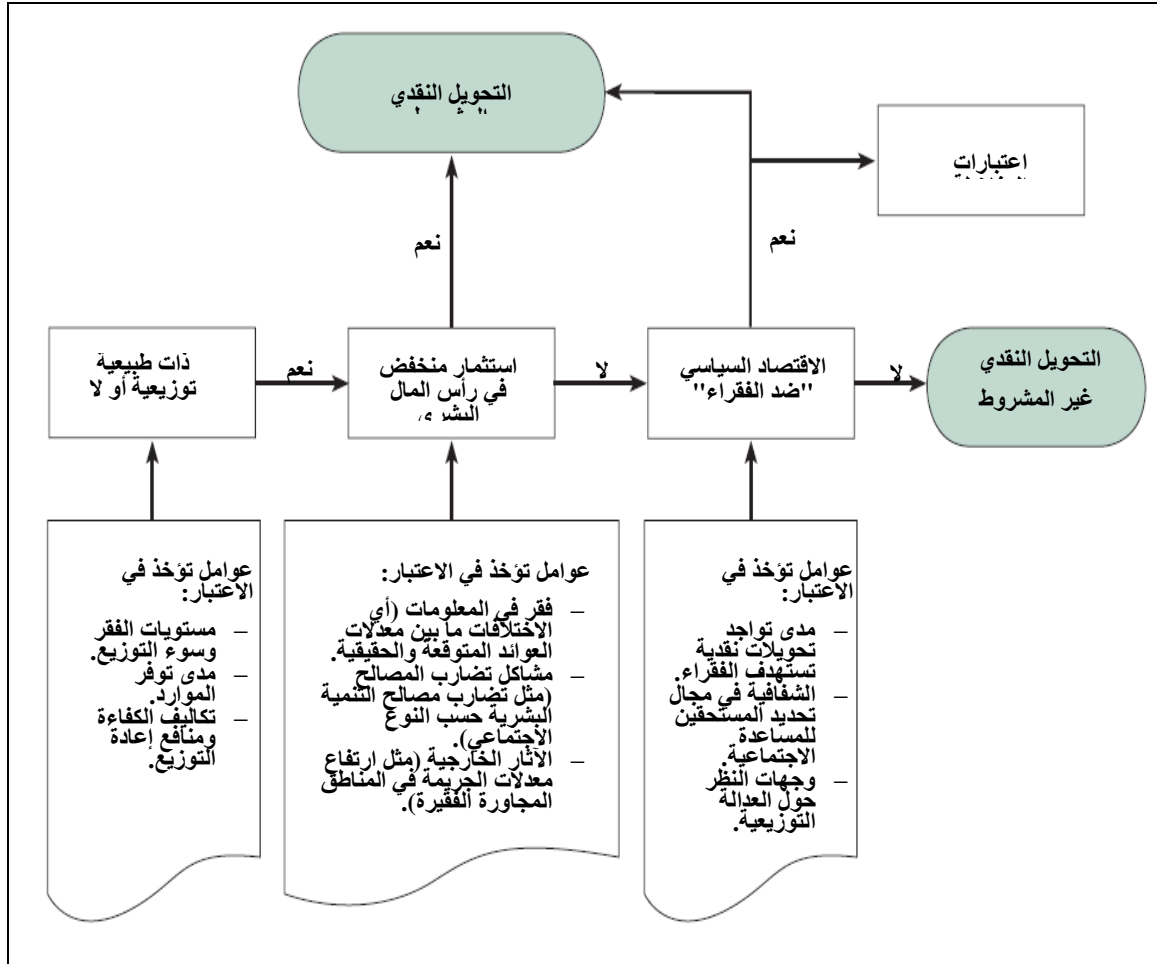 التحويل النقدي
اعتبارات
نعم
نعم
ذات طبيعية
توزيعية أو لا
نعم
استثمار منخفض
في رأس المال
البشري
لا
الاقتصاد السياسي
"ضد الفقراء"
لا
التحويل النقدي
غير المشروط
عوامل تؤخذ في
الاعتبار:
– مستويات الفقر
وسوء التوزيع.
– مدى توفر
الموارد.
– تكاليف الكفاءة
ومنافع إعادة
التوزيع.
عوامل تؤخذ في الاعتبار:
– فقر في المعلومات (أي
الاختلافات ما بين معدلات
العوائد المتوقعة والحقيقية.
– مشاكل تضارب المصالح
(مثل تضارب مصالح التنمية
البشرية حسب النوع
الاجتماعي).
– الآثار الخارجية (مثل ارتفاع
معدلات الجريمة في المناطق
المجاورة الفقيرة).
عوامل تؤخذ في
الاعتبار:
– مدى تواجد
تحويلات نقدية
تستهدف الفقراء.
– الشفافية في مجال
تحديد المستحقين
للمساعدة
الاجتماعية.
– وجهات النظر
حول العدالة
التوزيعية.